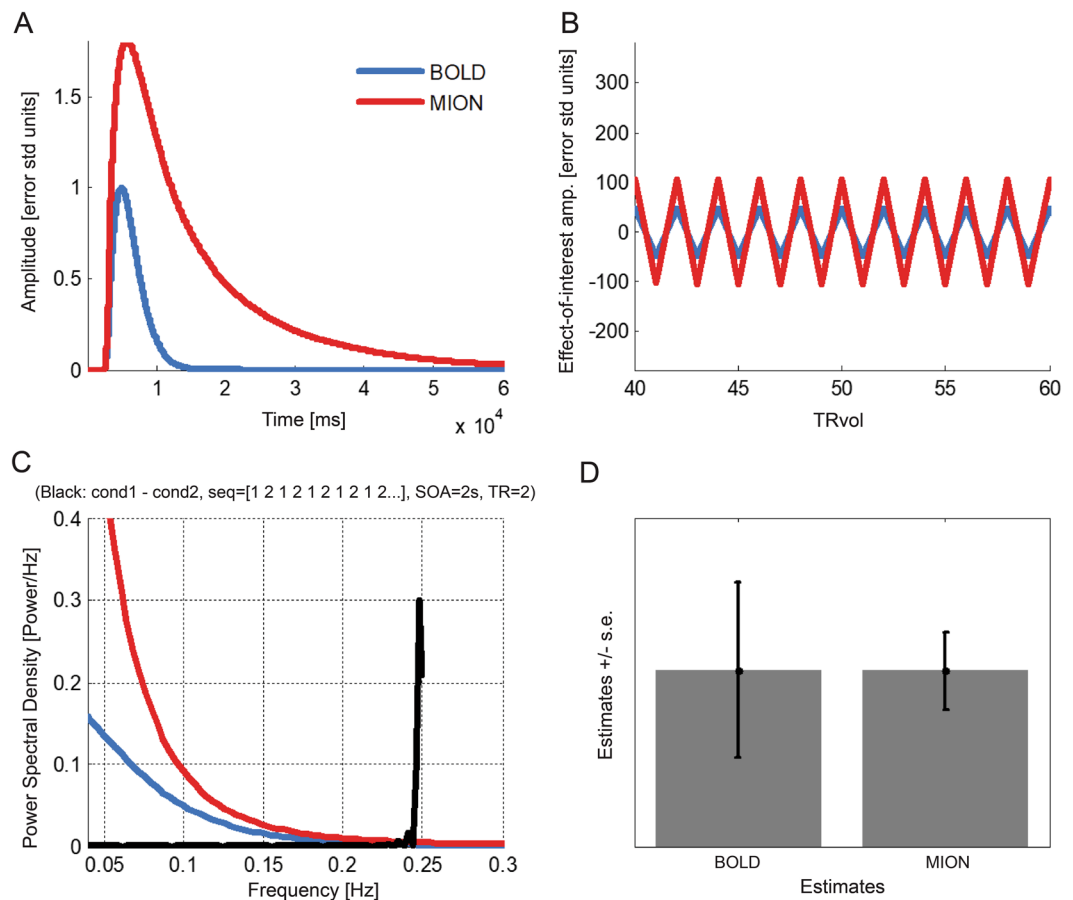 A
Amplitude [error std units]
1.5
1
0.5
0
BOLD
MION
1 2 3 4 5 6
Time [ms]
x 10^4
B
Effect-of-interest amp. [error std units]
300
200
100
0
-100
-200
40 45 50 55 60
TRvol
C
(Black: cond1 - cond2, seq=[1 2 1 2 1 2 1 2 1 2...], SOA=2s, TR=2)
Power Spectral Density [Power/Hz]
0.4
0.3
0.2
0.1
0
0.05 0.1 0.15 0.2 0.25 0.3
Frequency [Hz]
D
Estimates +/- s.e.
BOLD MION
Estimates